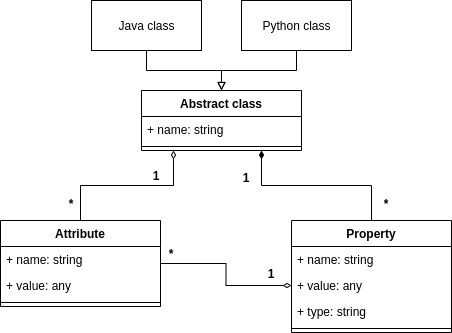 Java class
Python class
Abstract class
+ name: string
1
1
*
*
Attribute
+ name: string
+ value: any
*
1
Property
+ name: string
+ value: any
+ type: string